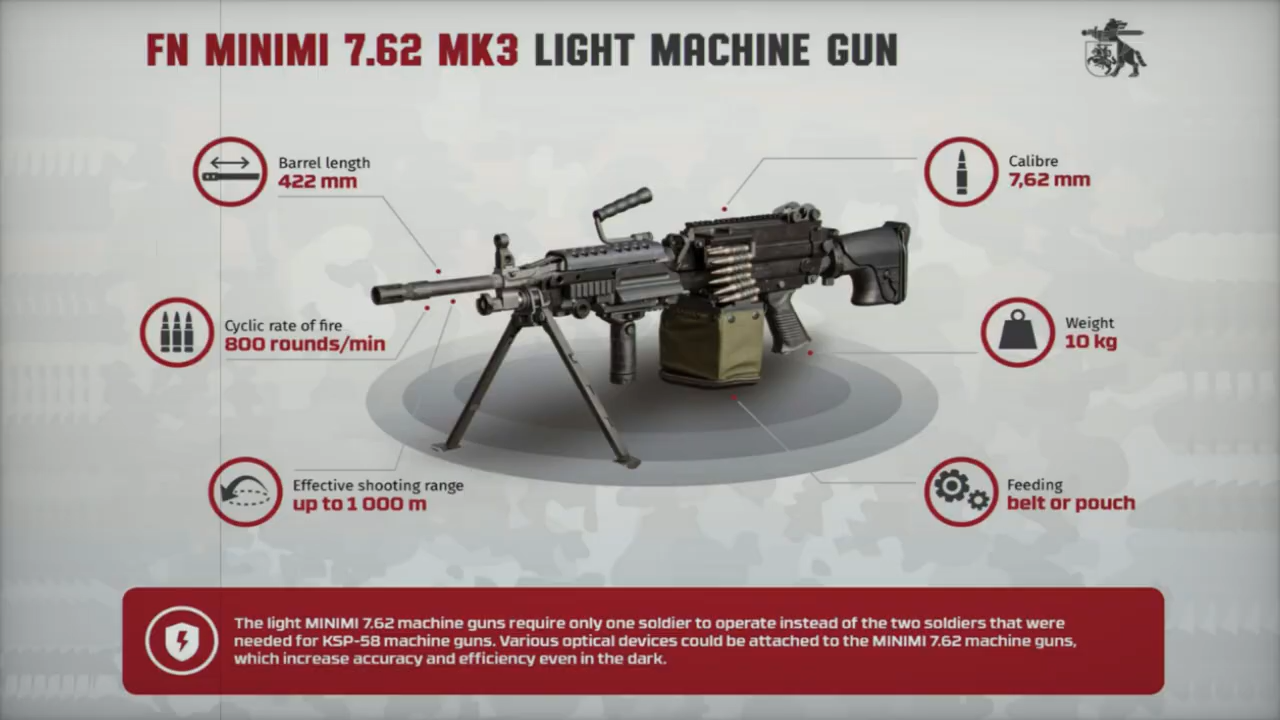 FN MINIMI 7.62 MK3 LIGHT MACHINE GUN
Barrel length
422 mm
Calibre
7,62 mm
Cyclic rate of fire
800 rounds/min
Weight
10 kg
Effective shooting range
up to 1 000 m
Feeding
belt or pouch
The light MINIMI 7.62 machine guns require only one soldier to operate instead of the two soldiers that were
needed for KSP-58 machine guns. Various optical devices could be attached to the MINIMI 7.62 machine guns,
which increase accuracy and efficiency even in the dark.